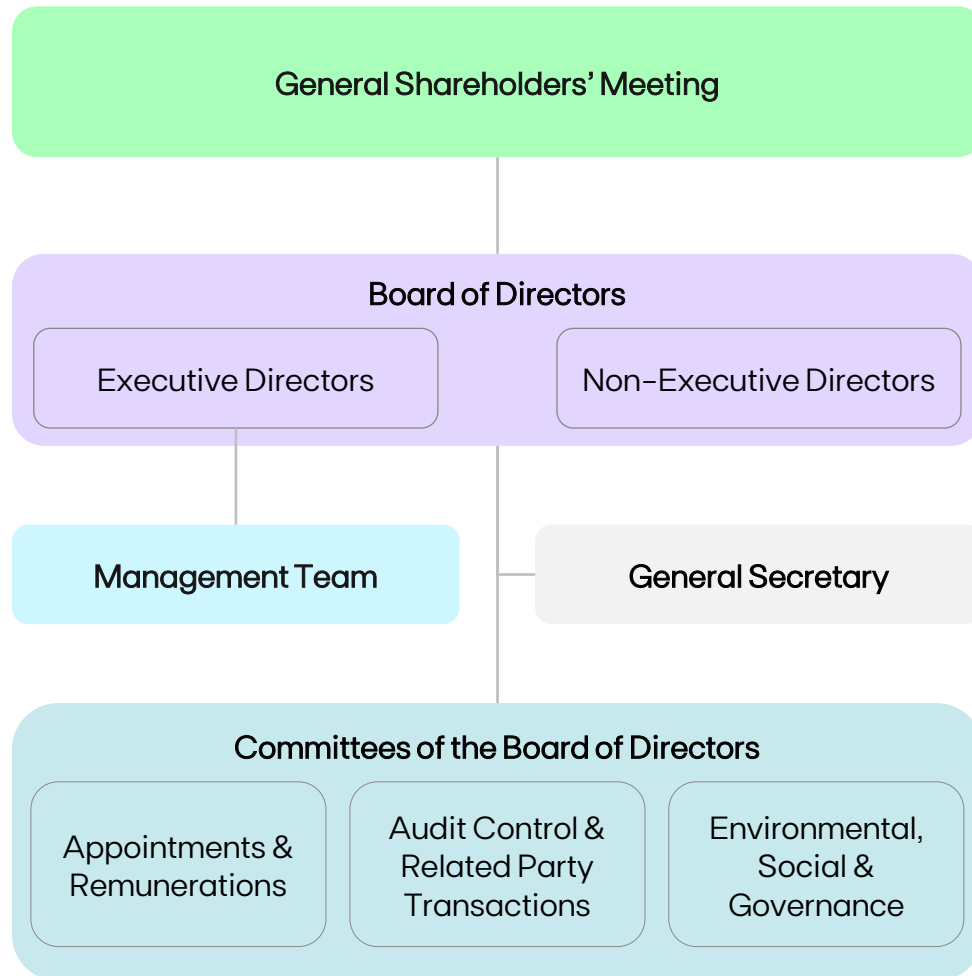 General Shareholders’ Meeting
Board of Directors
Executive Directors
Non-Executive Directors
Management Team
General Secretary
Committees of the Board of Directors
Appointments &
Remunerations
Audit Control &
Related Party
Transactions
Environmental,
Social &
Governance